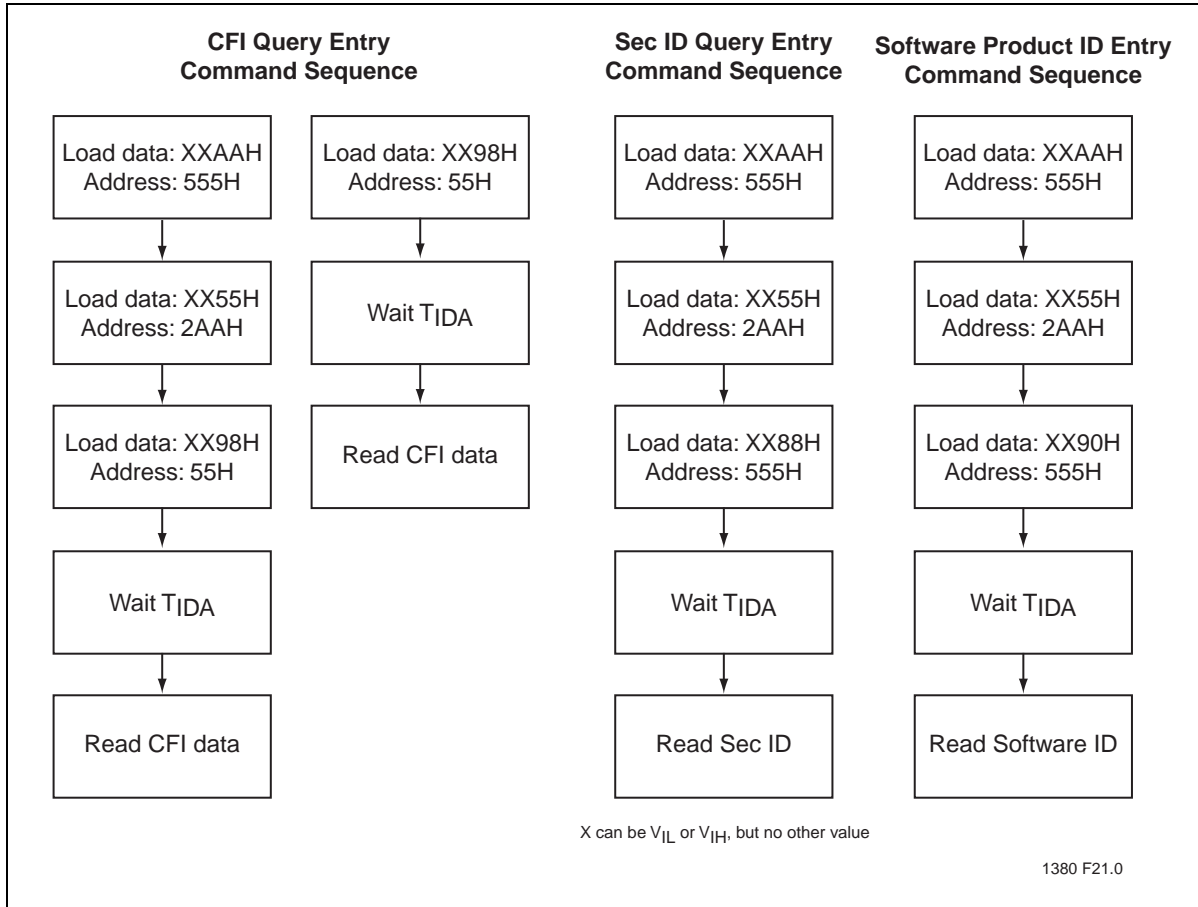 CFI Query Entry
Command Sequence
Load data: XXAAH
Address: 555H
Load data: XX55H
Address: 2AAH
Load data: XX98H
Address: 55H
Wait TIDA
Read CFI data
Load data: XX98H
Address: 55H
Wait TIDA
Read CFI data
Sec ID Query Entry
Command Sequence
Load data: XXAAH
Address: 555H
Load data: XX55H
Address: 2AAH
Load data: XX88H
Address: 555H
Wait TIDA
Read Sec ID
Software Product ID Entry
Command Sequence
Load data: XXAAH
Address: 555H
Load data: XX55H
Address: 2AAH
Load data: XX90H
Address: 555H
Wait TIDA
Read Software ID
X can be VIL or VIH, but no other value
1380 F21.0